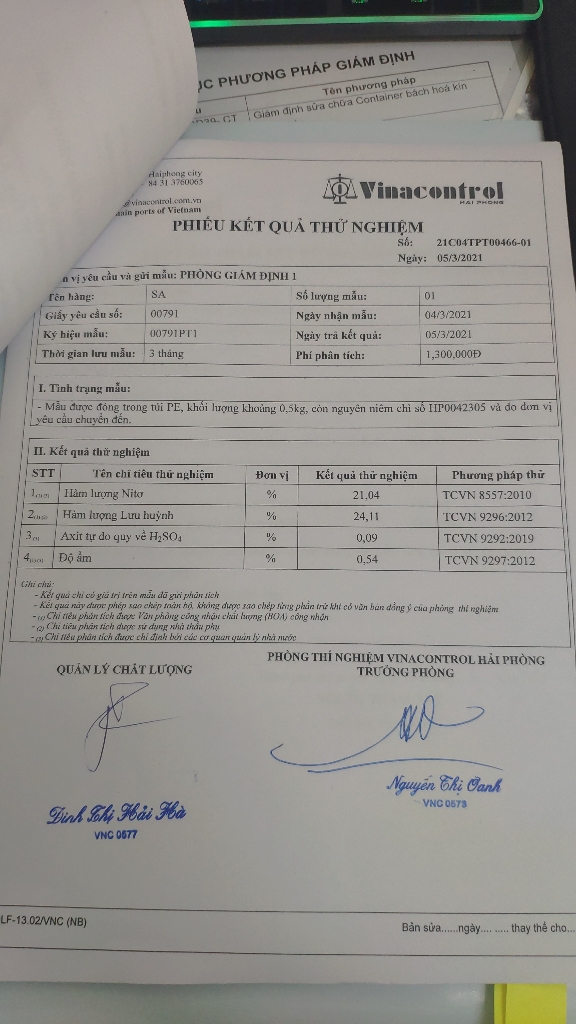 ỤC PHƯƠNG PHÁP GIÁM ĐỊNH
Tên phương pháp
Giám định sửa chữa Container bách hoá kín
Haiphong city
84 31 3760065
@vinacontrol.com.vn
main ports of Vietnam
Vinacontrol
HẢI PHÒNG
PHIẾU KẾT QUẢ THỬ NGHIỆM
Số: 21C04TPT00466-01
Ngày: 05/3/2021
n vị yêu cầu và gửi mẫu: PHÒNG GIÁM ĐỊNH 1
Tên hàng: SA Số lượng mẫu: 01
Giấy yêu cầu số: 00791 Ngày nhận mẫu: 04/3/2021
Ký hiệu mẫu: 00791PT1 Ngày trả kết quả: 05/3/2021
Thời gian lưu mẫu: 3 tháng Phí phân tích: 1,300,000Đ
I. Tình trạng mẫu:
- Mẫu được đóng trong túi PE, khối lượng khoảng 0,5kg, còn nguyên niêm chì số HP0042305 và do đơn vị
yêu cầu chuyển đến.
II. Kết quả thử nghiệm
STT Tên chỉ tiêu thử nghiệm Đơn vị Kết quả thử nghiệm Phương pháp thử
1 Hàm lượng Nitơ % 21,04 TCVN 8557:2010
2 Hàm lượng Lưu huỳnh % 24,11 TCVN 9296:2012
3 Axít tự do quy về H2SO4 % 0,09 TCVN 9292:2019
4 Độ ẩm % 0,54 TCVN 9297:2012
Ghi chú:
- Kết quả chỉ có giá trị trên mẫu đã gửi phân tích
- Kết quả này được phép sao chép toàn bộ, không được sao chép từng phần trừ khi có văn bản đồng ý của phòng thí nghiệm
- (1) Chỉ tiêu phân tích được Văn phòng công nhận chất lượng (BOA) công nhận
- (2) Chỉ tiêu phân tích được sử dụng nhà thầu phụ
- (3) Chỉ tiêu phân tích được chỉ định bởi các cơ quan quản lý nhà nước
QUẢN LÝ CHẤT LƯỢNG
PHÒNG THÍ NGHIỆM VINACONTROL HẢI PHÒNG
TRƯỞNG PHÒNG
Nguyễn Thị Oanh
VNC 0573
Đinh Thị Hải Hà
VNC 0577
LF-13.02/VNC (NB)
Bản sửa......ngày.... ..... thay thế cho...